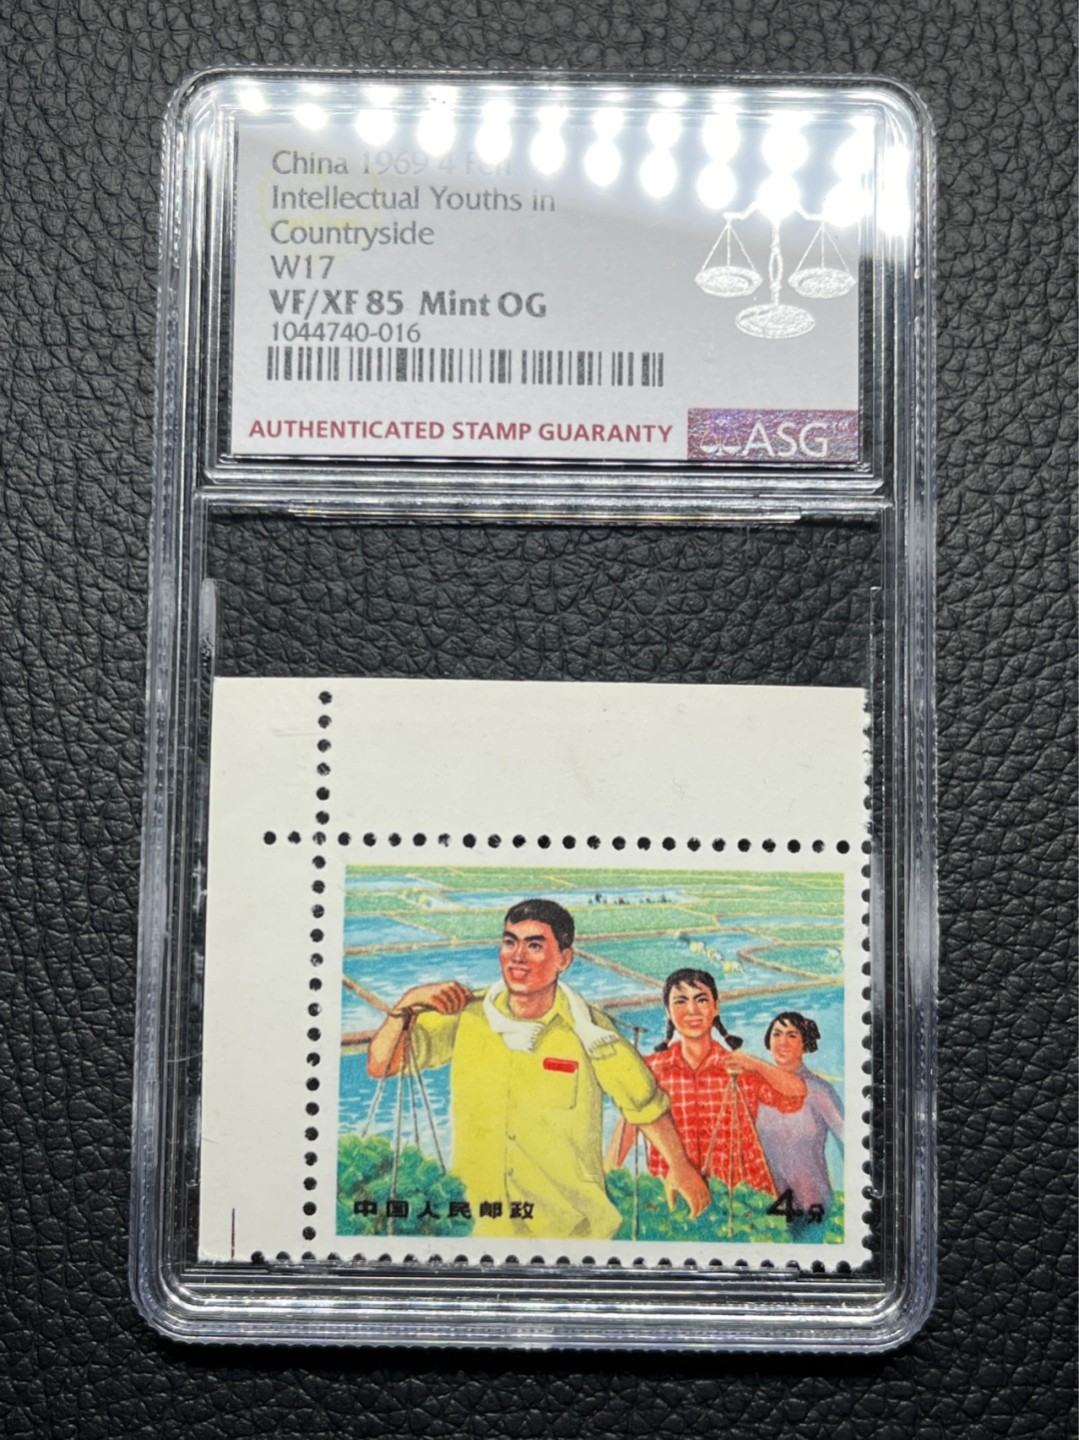 China 1969 4 Fen
Intellectual Youths in
Countryside
W17
VF/XF 85 Mint OG
1044740-016
AUTHENTICATED STAMP GUARANTY
ASG
中国人民邮政
4分